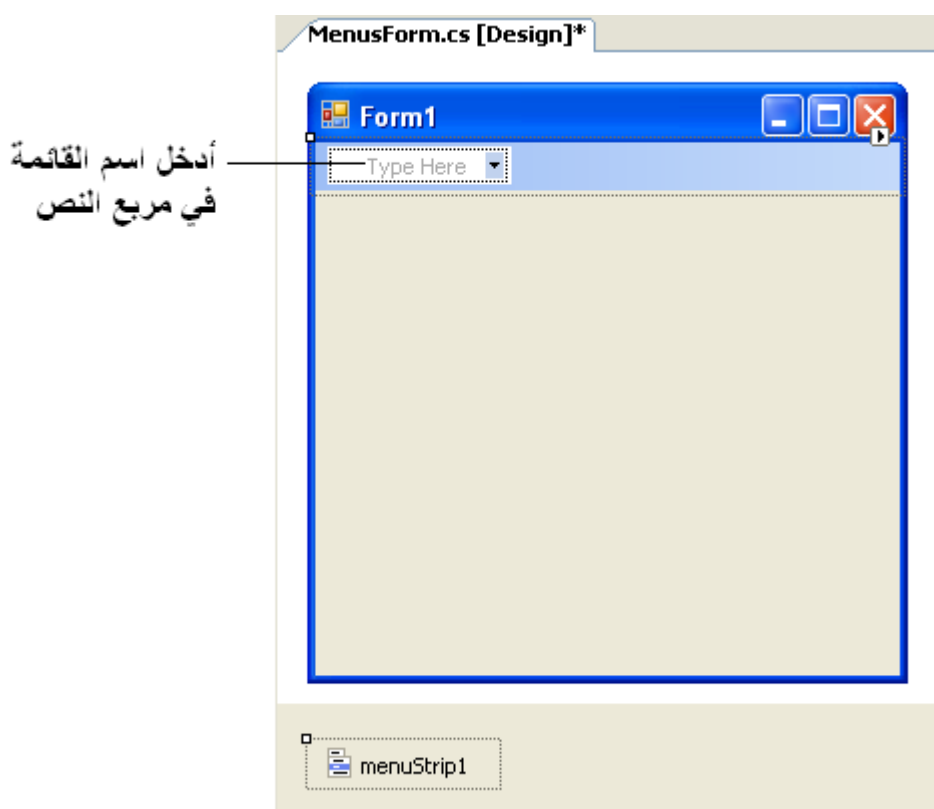 MenusForm.cs [Design]*
Form1
أدخل اسم القائمة
في مربع النص
Type Here
menuStrip1